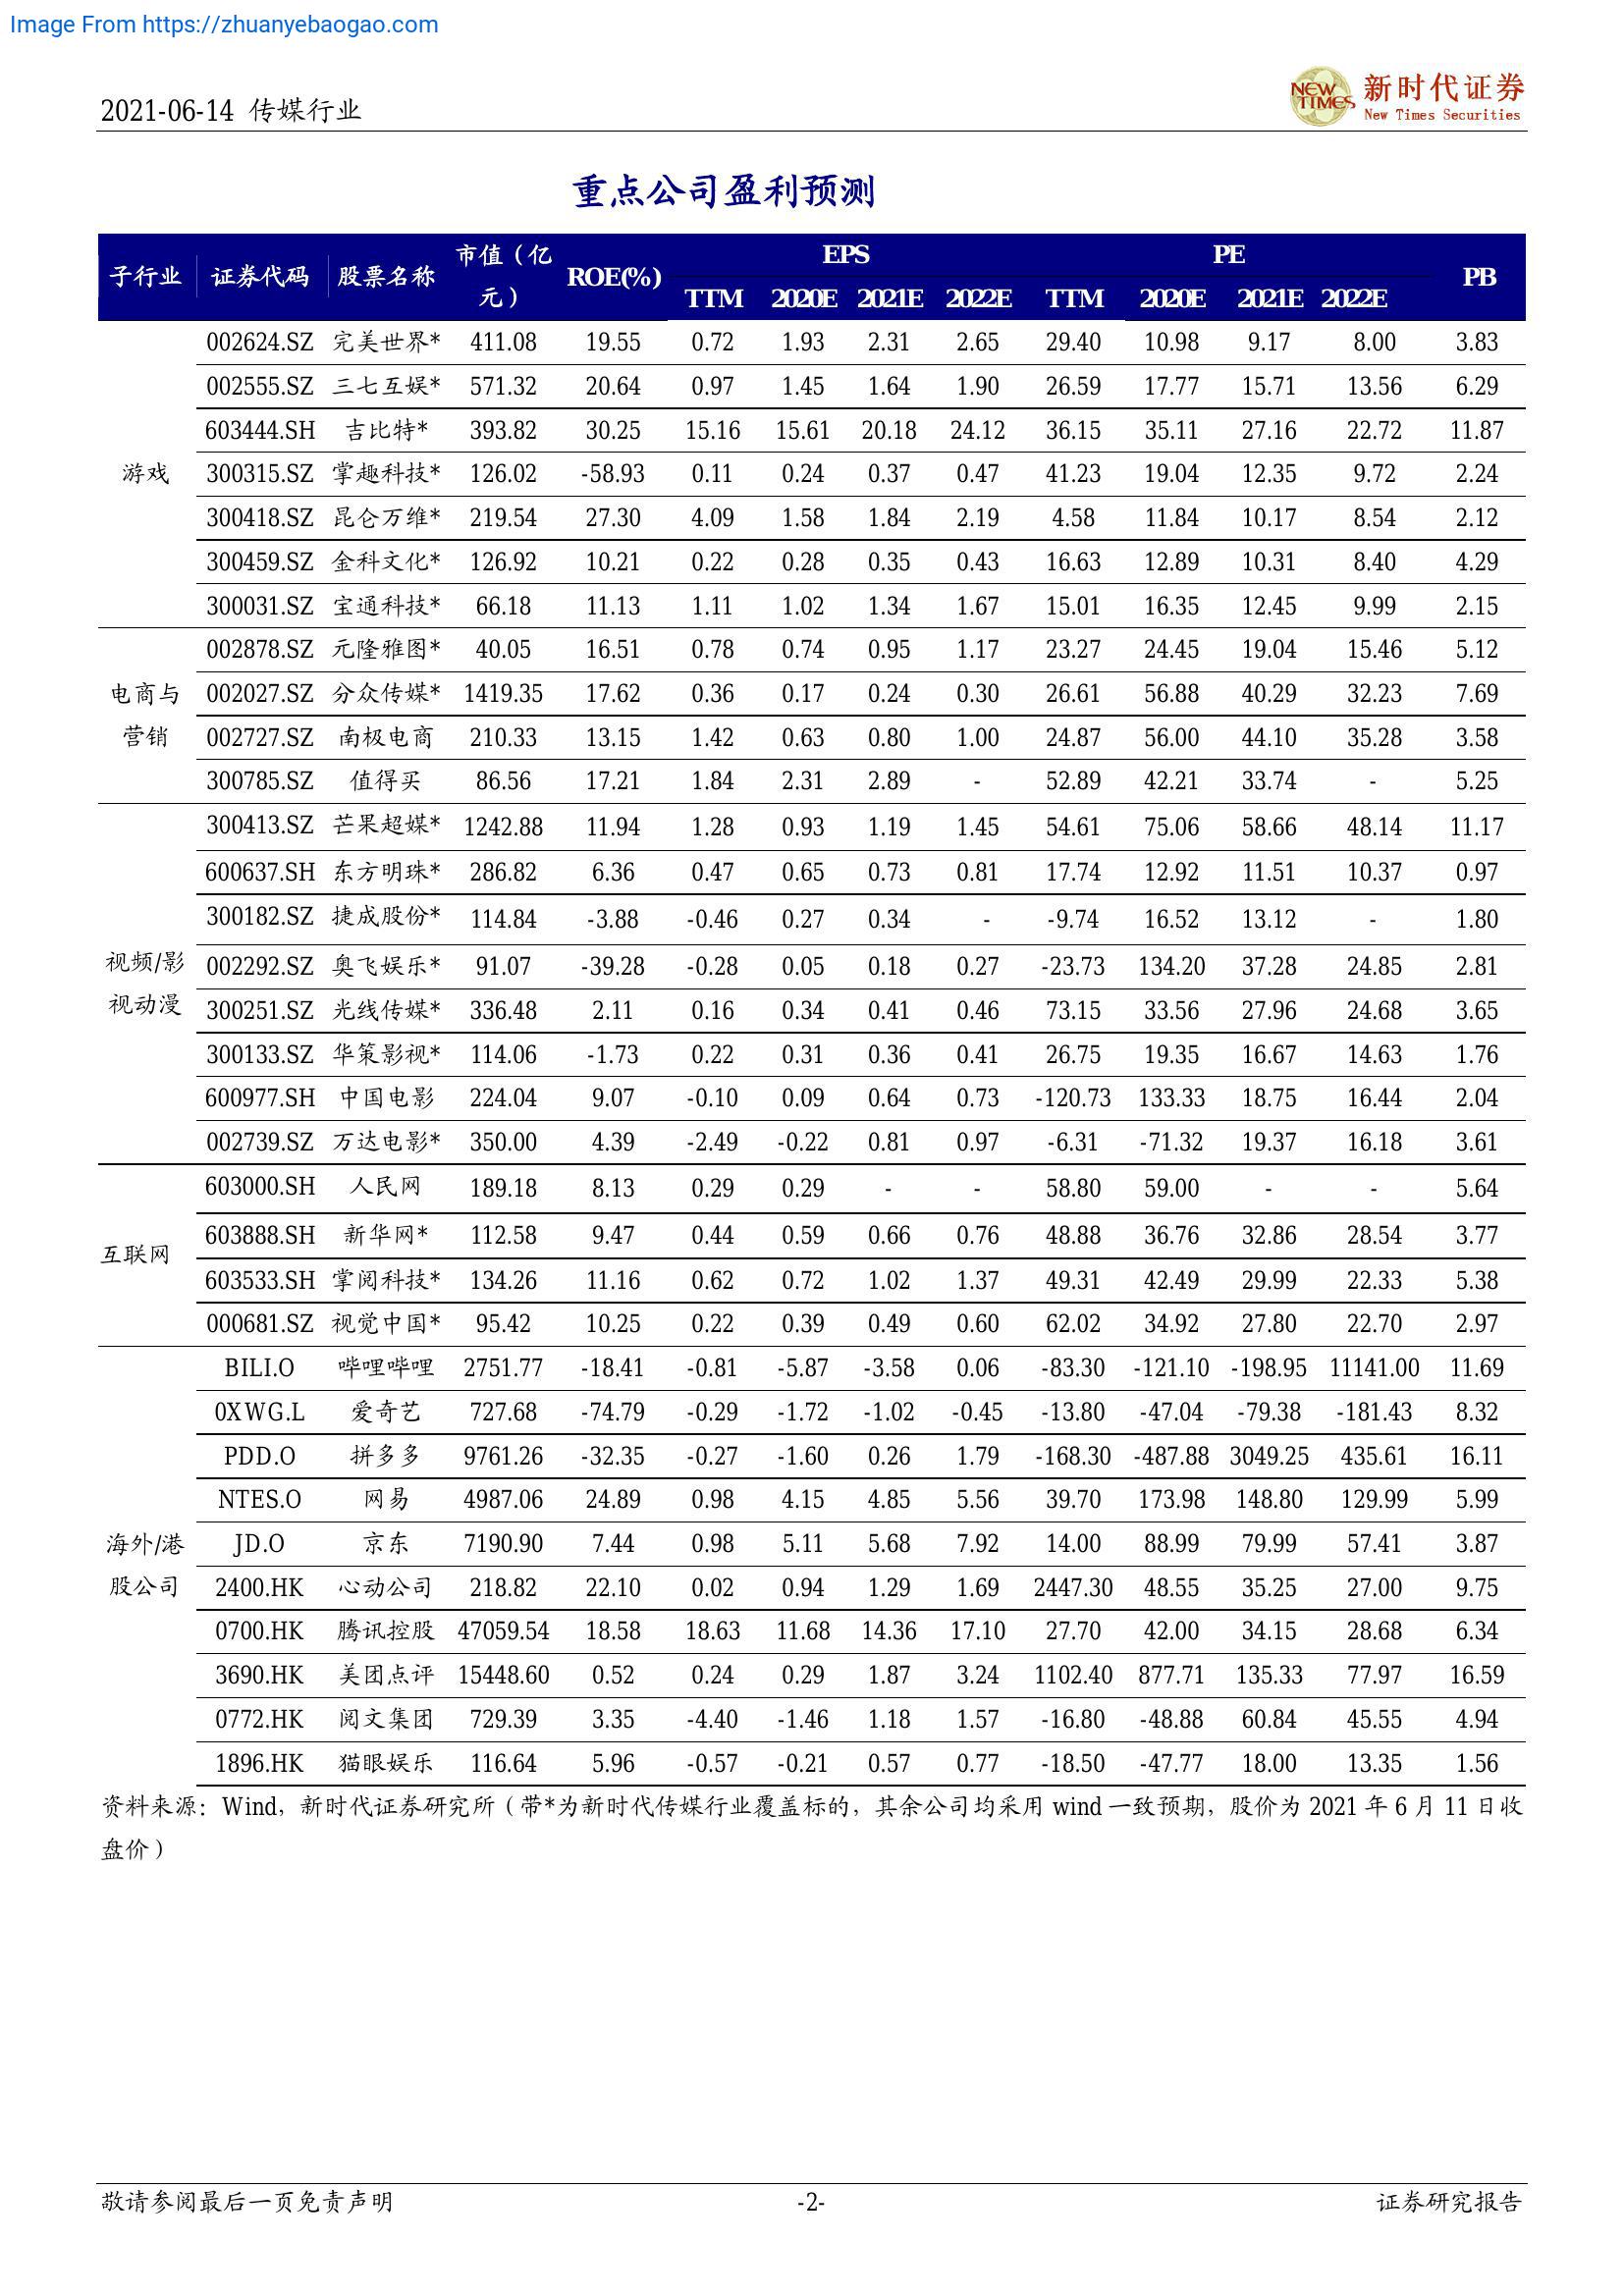 Image From https://zhuanyebaogao.com
2021-06-14 传媒行业
NEW TIMES 新时代证券
New Times Securities
重点公司盈利预测
子行业 证券代码 股票名称 市值（亿元） ROE(%) EPS PE PB
TTM 2020E 2021E 2022E TTM 2020E 2021E 2022E
游戏
002624.SZ 完美世界* 411.08 19.55 0.72 1.93 2.31 2.65 29.40 10.98 9.17 8.00 3.83
002555.SZ 三七互娱* 571.32 20.64 0.97 1.45 1.64 1.90 26.59 17.77 15.71 13.56 6.29
603444.SH 吉比特* 393.82 30.25 15.16 15.61 20.18 24.12 36.15 35.11 27.16 22.72 11.87
300315.SZ 掌趣科技* 126.02 -58.93 0.11 0.24 0.37 0.47 41.23 19.04 12.35 9.72 2.24
300418.SZ 昆仑万维* 219.54 27.30 4.09 1.58 1.84 2.19 4.58 11.84 10.17 8.54 2.12
300459.SZ 金科文化* 126.92 10.21 0.22 0.28 0.35 0.43 16.63 12.89 10.31 8.40 4.29
300031.SZ 宝通科技* 66.18 11.13 1.11 1.02 1.34 1.67 15.01 16.35 12.45 9.99 2.15
电商与
营销
002878.SZ 元隆雅图* 40.05 16.51 0.78 0.74 0.95 1.17 23.27 24.45 19.04 15.46 5.12
002027.SZ 分众传媒* 1419.35 17.62 0.36 0.17 0.24 0.30 26.61 56.88 40.29 32.23 7.69
002727.SZ 南极电商 210.33 13.15 1.42 0.63 0.80 1.00 24.87 56.00 44.10 35.28 3.58
300785.SZ 值得买 86.56 17.21 1.84 2.31 2.89 - 52.89 42.21 33.74 - 5.25
视频/影
视动漫
300413.SZ 芒果超媒* 1242.88 11.94 1.28 0.93 1.19 1.45 54.61 75.06 58.66 48.14 11.17
600637.SH 东方明珠* 286.82 6.36 0.47 0.65 0.73 0.81 17.74 12.92 11.51 10.37 0.97
300182.SZ 捷成股份* 114.84 -3.88 -0.46 0.27 0.34 - -9.74 16.52 13.12 - 1.80
002292.SZ 奥飞娱乐* 91.07 -39.28 -0.28 0.05 0.18 0.27 -23.73 134.20 37.28 24.85 2.81
300251.SZ 光线传媒* 336.48 2.11 0.16 0.34 0.41 0.46 73.15 33.56 27.96 24.68 3.65
300133.SZ 华策影视* 114.06 -1.73 0.22 0.31 0.36 0.41 26.75 19.35 16.67 14.63 1.76
600977.SH 中国电影 224.04 9.07 -0.10 0.09 0.64 0.73 -120.73 133.33 18.75 16.44 2.04
002739.SZ 万达电影* 350.00 4.39 -2.49 -0.22 0.81 0.97 -6.31 -71.32 19.37 16.18 3.61
互联网
603000.SH 人民网 189.18 8.13 0.29 0.29 - - 58.80 59.00 - - 5.64
603888.SH 新华网* 112.58 9.47 0.44 0.59 0.66 0.76 48.88 36.76 32.86 28.54 3.77
603533.SH 掌阅科技* 134.26 11.16 0.62 0.72 1.02 1.37 49.31 42.49 29.99 22.33 5.38
000681.SZ 视觉中国* 95.42 10.25 0.22 0.39 0.49 0.60 62.02 34.92 27.80 22.70 2.97
海外/港
股公司
BILI.O 哔哩哔哩 2751.77 -18.41 -0.81 -5.87 -3.58 0.06 -83.30 -121.10 -198.95 11141.00 11.69
0XWG.L 爱奇艺 727.68 -74.79 -0.29 -1.72 -1.02 -0.45 -13.80 -47.04 -79.38 -181.43 8.32
PDD.O 拼多多 9761.26 -32.35 -0.27 -1.60 0.26 1.79 -168.30 -487.88 3049.25 435.61 16.11
NTES.O 网易 4987.06 24.89 0.98 4.15 4.85 5.56 39.70 173.98 148.80 129.99 5.99
JD.O 京东 7190.90 7.44 0.98 5.11 5.68 7.92 14.00 88.99 79.99 57.41 3.87
2400.HK 心动公司 218.82 22.10 0.02 0.94 1.29 1.69 2447.30 48.55 35.25 27.00 9.75
0700.HK 腾讯控股 47059.54 18.58 18.63 11.68 14.36 17.10 27.70 42.00 34.15 28.68 6.34
3690.HK 美团点评 15448.60 0.52 0.24 0.29 1.87 3.24 1102.40 877.71 135.33 77.97 16.59
0772.HK 阅文集团 729.39 3.35 -4.40 -1.46 1.18 1.57 -16.80 -48.88 60.84 45.55 4.94
1896.HK 猫眼娱乐 116.64 5.96 -0.57 -0.21 0.57 0.77 -18.50 -47.77 18.00 13.35 1.56
资料来源：Wind，新时代证券研究所（带*为新时代传媒行业覆盖标的，其余公司均采用 wind 一致预期，股价为 2021 年 6 月 11 日收
盘价）
敬请参阅最后一页免责声明 -2- 证券研究报告